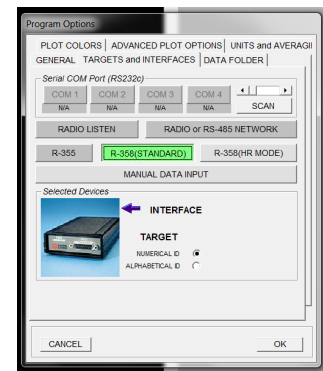 Program Options
PLOT COLORS ADVANCED PLOT OPTIONS UNITS and AVERAGI
GENERAL TARGETS and INTERFACES DATA FOLDER
Serial COM Port (RS232c)
COM 1 COM 2 COM 3 COM 4
N/A N/A N/A N/A SCAN
RADIO LISTEN RADIO or RS-485 NETWORK
R-355 R-358(STANDARD) R-358(HR MODE)
MANUAL DATA INPUT
Selected Devices
INTERFACE
TARGET
NUMERICAL ID
ALPHABETICAL ID
CANCEL OK